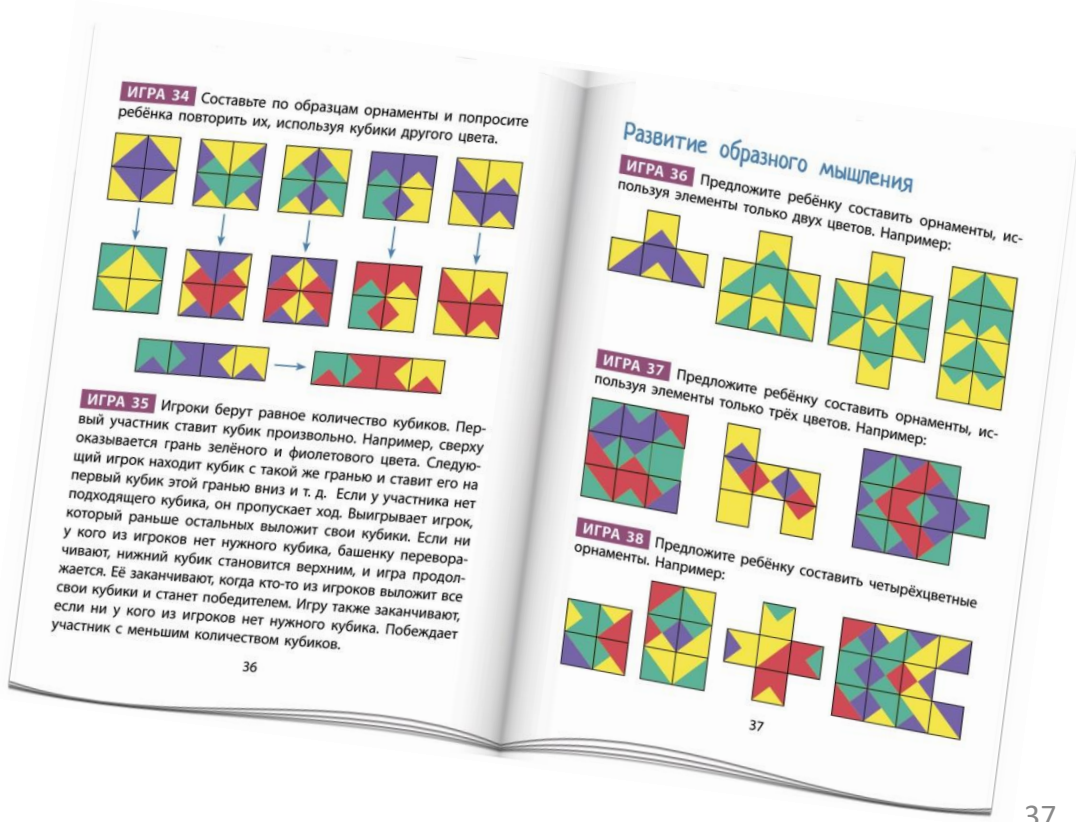 ИГРА 34 Составьте по образцам орнаменты и попросите
ребёнка повторить их, используя кубики другого цвета.
ИГРА 35 Игроки берут равное количество кубиков. Пер-
вый участник ставит кубик произвольно. Например, сверху
оказывается грань зелёного и фиолетового цвета. Следую-
щий игрок находит кубик с такой же гранью и ставит его на
первый кубик этой гранью вниз и т. д. Если у участника нет
подходящего кубика, он пропускает ход. Выигрывает игрок,
который раньше остальных выложит свои кубики. Если ни
у кого из игроков нет нужного кубика, башенку перевора-
чивают, нижний кубик становится верхним, и игра продол-
жается. Её заканчивают, когда кто-то из игроков выложит все
свои кубики и станет победителем. Игру также заканчивают,
если ни у кого из игроков нет нужного кубика. Побеждает
участник с меньшим количеством кубиков.
36
Развитие образного мышления
ИГРА 36 Предложите ребёнку составить орнаменты, ис-
пользуя элементы только двух цветов. Например:
ИГРА 37 Предложите ребёнку составить орнаменты, ис-
пользуя элементы только трёх цветов. Например:
ИГРА 38 Предложите ребёнку составить четырёхцветные
орнаменты. Например:
37
37